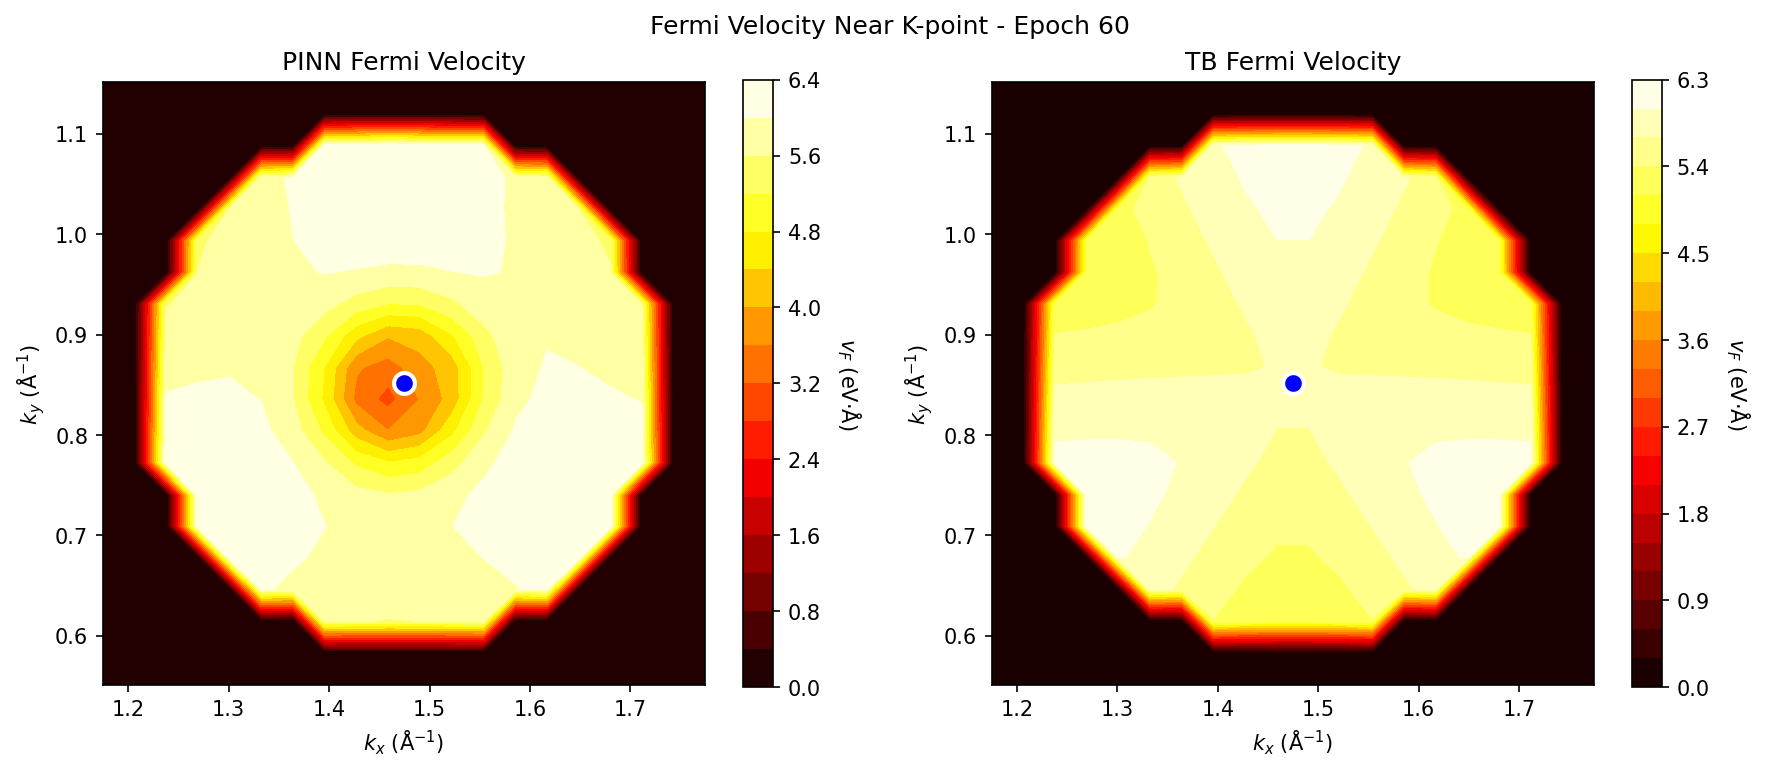 Fermi Velocity Near K-point - Epoch 60
PINN Fermi Velocity
1.1
1.0
0.9
0.8
0.7
0.6
k_y (Å⁻¹)
1.2 1.3 1.4 1.5 1.6 1.7
k_x (Å⁻¹)
6.4
5.6
4.8
4.0
3.2
2.4
1.6
0.8
0.0
v_F (eV·Å)
TB Fermi Velocity
1.1
1.0
0.9
0.8
0.7
0.6
k_y (Å⁻¹)
1.2 1.3 1.4 1.5 1.6 1.7
k_x (Å⁻¹)
6.3
5.4
4.5
3.6
2.7
1.8
0.9
0.0
v_F (eV·Å)